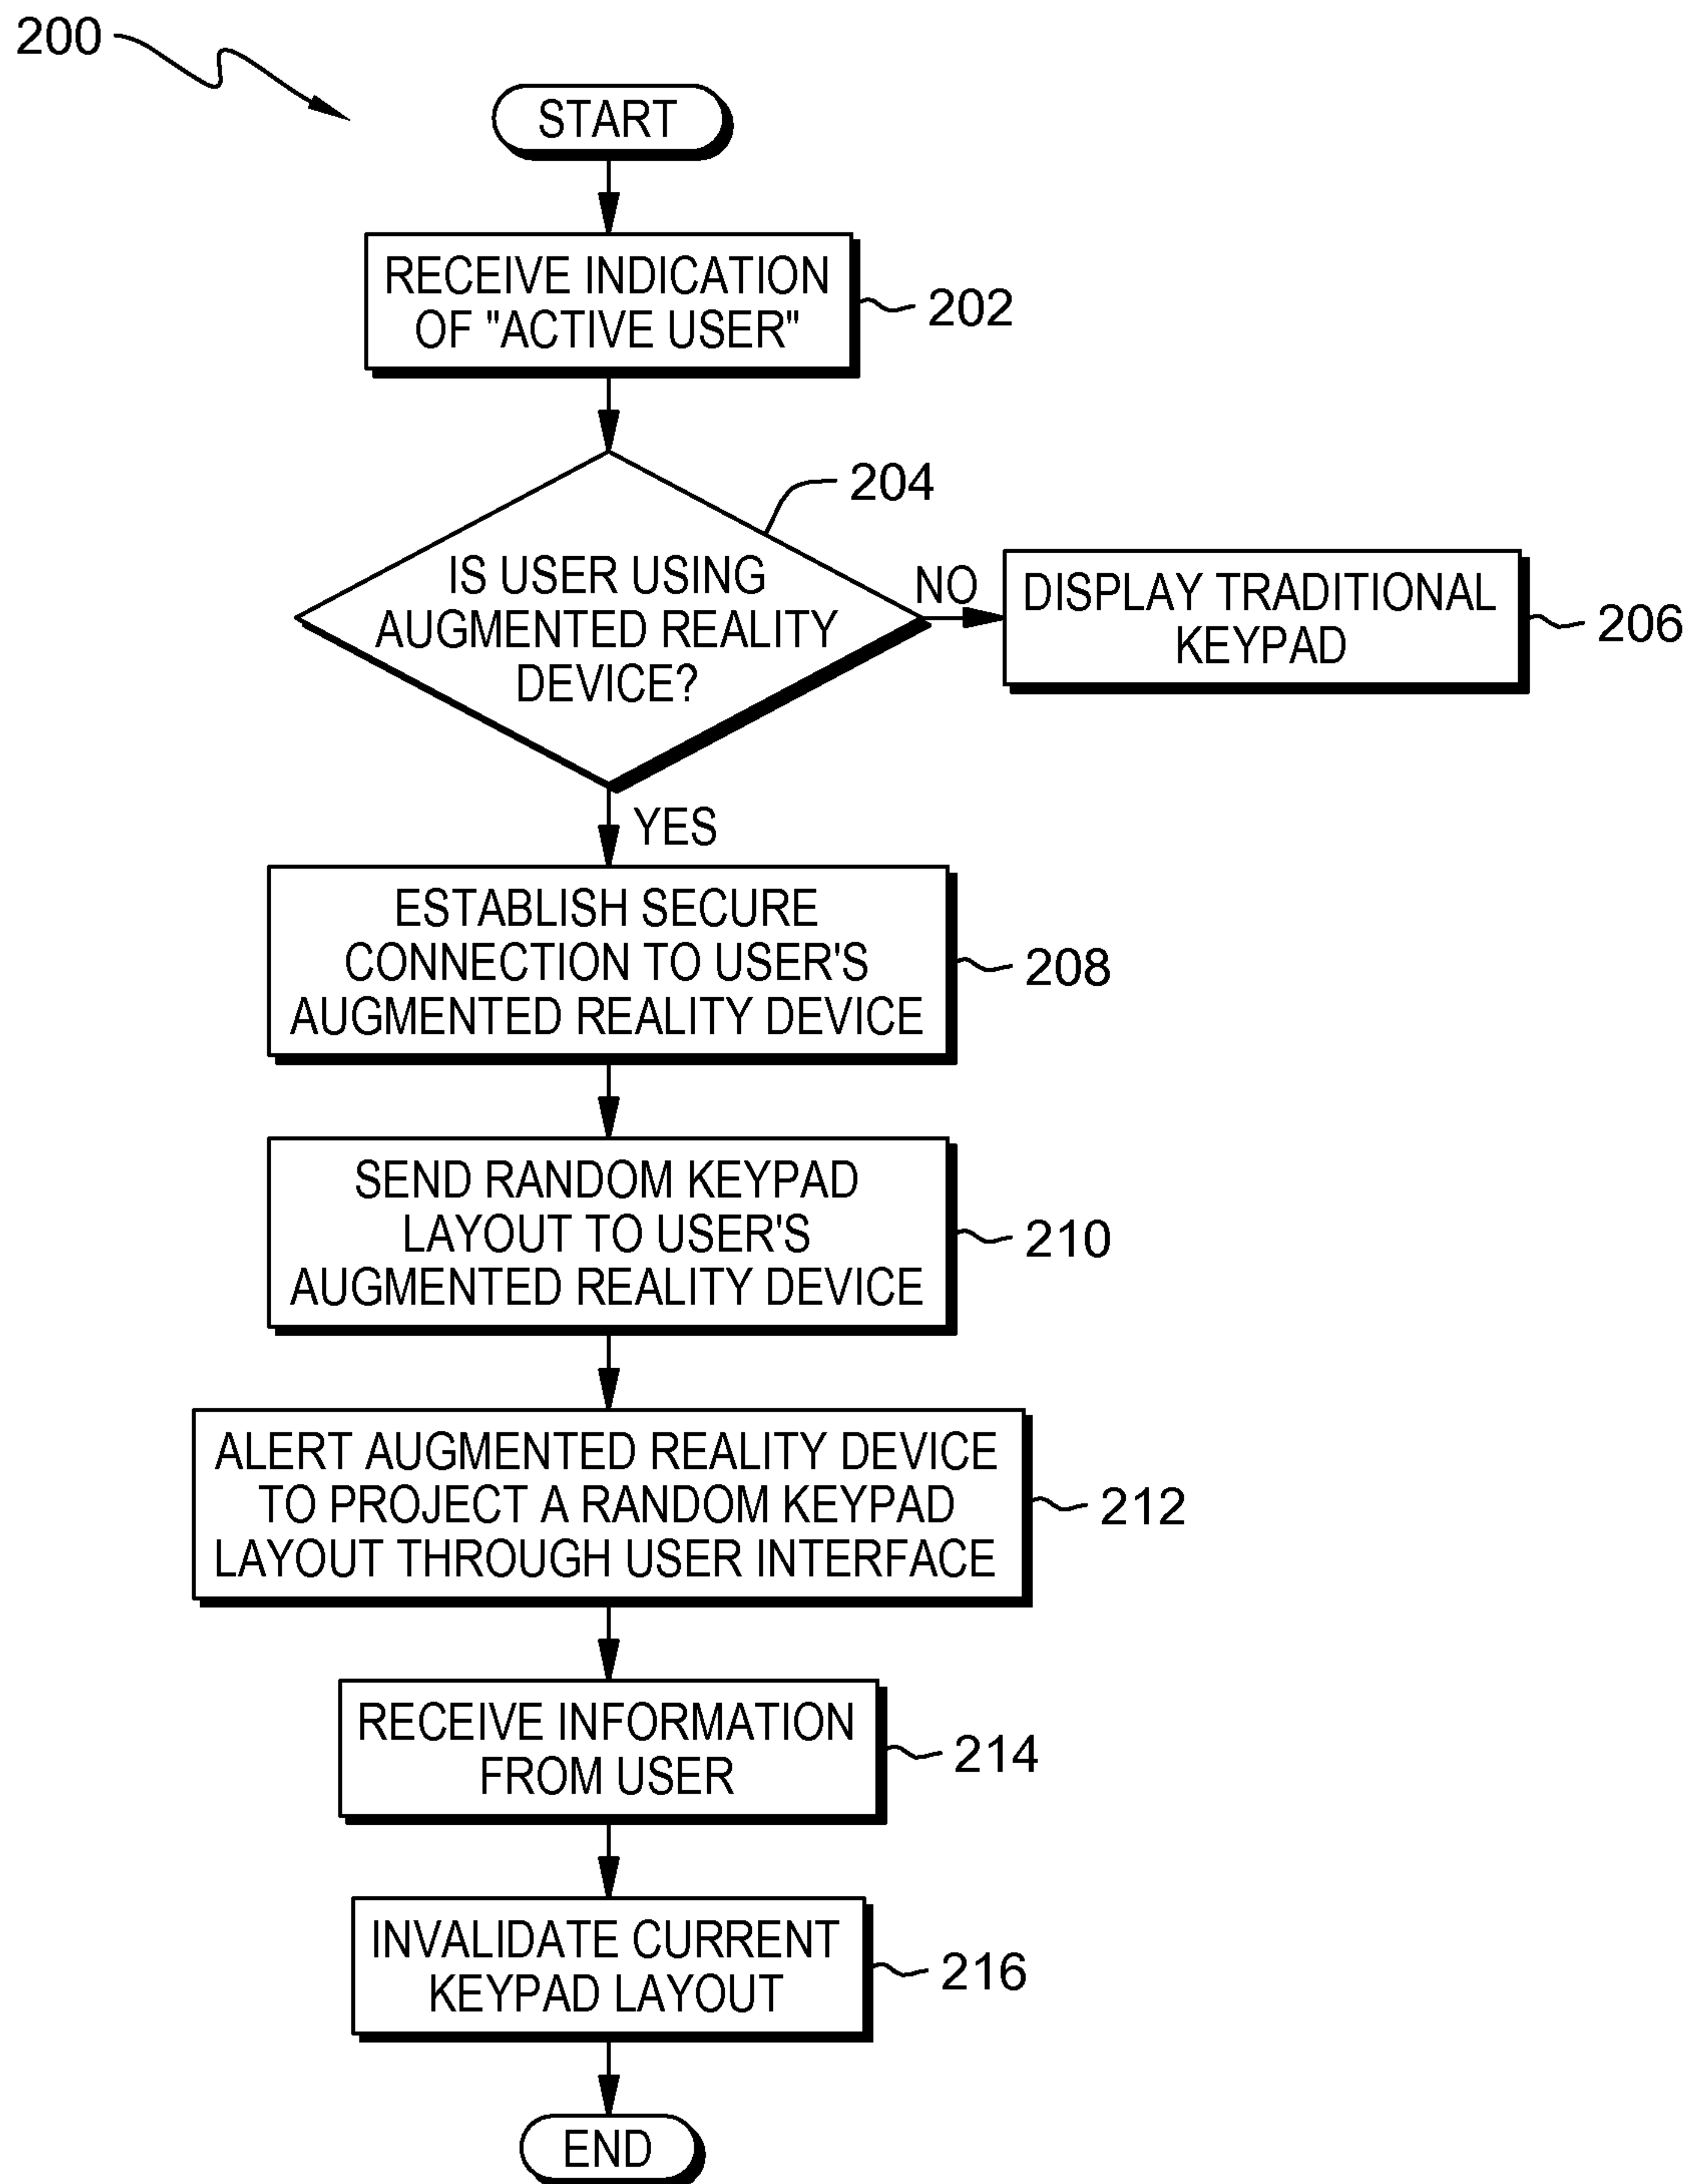 200
START
RECEIVE INDICATION
OF "ACTIVE USER"
202
204
IS USER USING
AUGMENTED REALITY
DEVICE?
NO
DISPLAY TRADITIONAL
KEYPAD
206
YES
ESTABLISH SECURE
CONNECTION TO USER'S
AUGMENTED REALITY DEVICE
208
SEND RANDOM KEYPAD
LAYOUT TO USER'S
AUGMENTED REALITY DEVICE
210
ALERT AUGMENTED REALITY DEVICE
TO PROJECT A RANDOM KEYPAD
LAYOUT THROUGH USER INTERFACE
212
RECEIVE INFORMATION
FROM USER
214
INVALIDATE CURRENT
KEYPAD LAYOUT
216
END